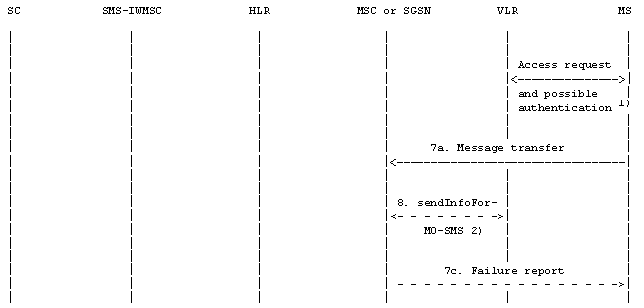 SC SMS-IWMSC HLR MSC or SGSN VLR MS
Access request
and possible
authentication 1)
7a. Message transfer
8. sendInfoFor-
MO-SMS 2)
7c. Failure report